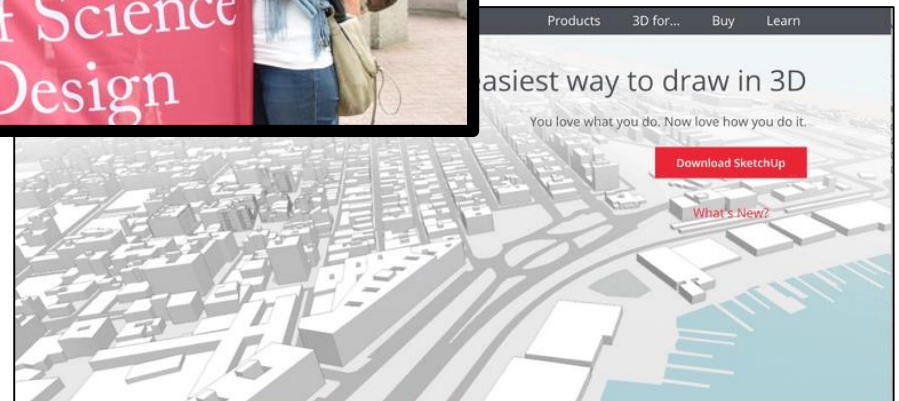 f Science
Design
Products 3D for... Buy Learn
easiest way to draw in 3D
You love what you do. Now love how you do it.
Download SketchUp
What's New?